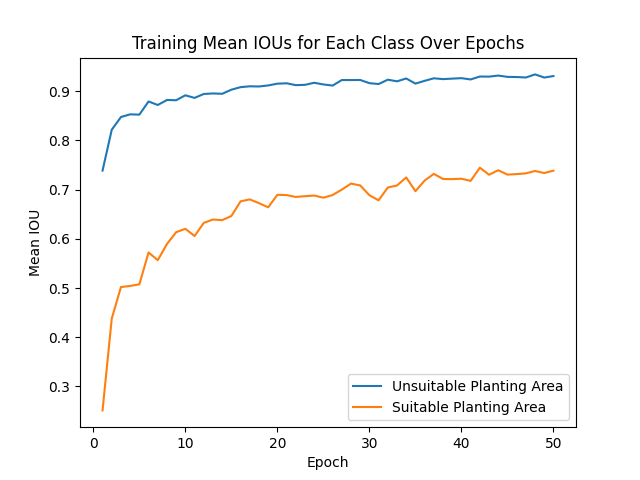 Training Mean IOUs for Each Class Over Epochs
Mean IOU
0.9
0.8
0.7
0.6
0.5
0.4
0.3
Unsuitable Planting Area
Suitable Planting Area
0 10 20 30 40 50
Epoch